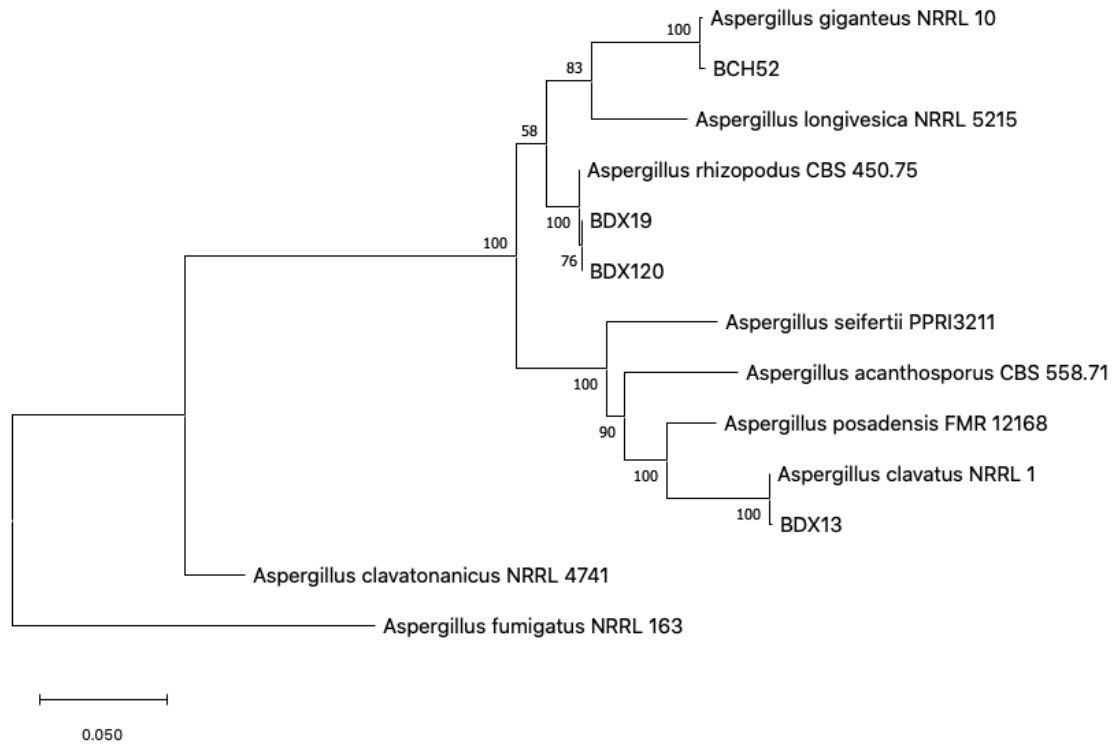 100
Aspergillus giganteus NRRL 10
BCH52
83
Aspergillus longivesica NRRL 5215
58
Aspergillus rhizopodus CBS 450.75
100
BDX19
76
BDX120
100
Aspergillus seifertii PPRI3211
100
Aspergillus acanthosporus CBS 558.71
90
Aspergillus posadensis FMR 12168
100
Aspergillus clavatus NRRL 1
100
BDX13
Aspergillus clavatonanicus NRRL 4741
Aspergillus fumigatus NRRL 163
0.050